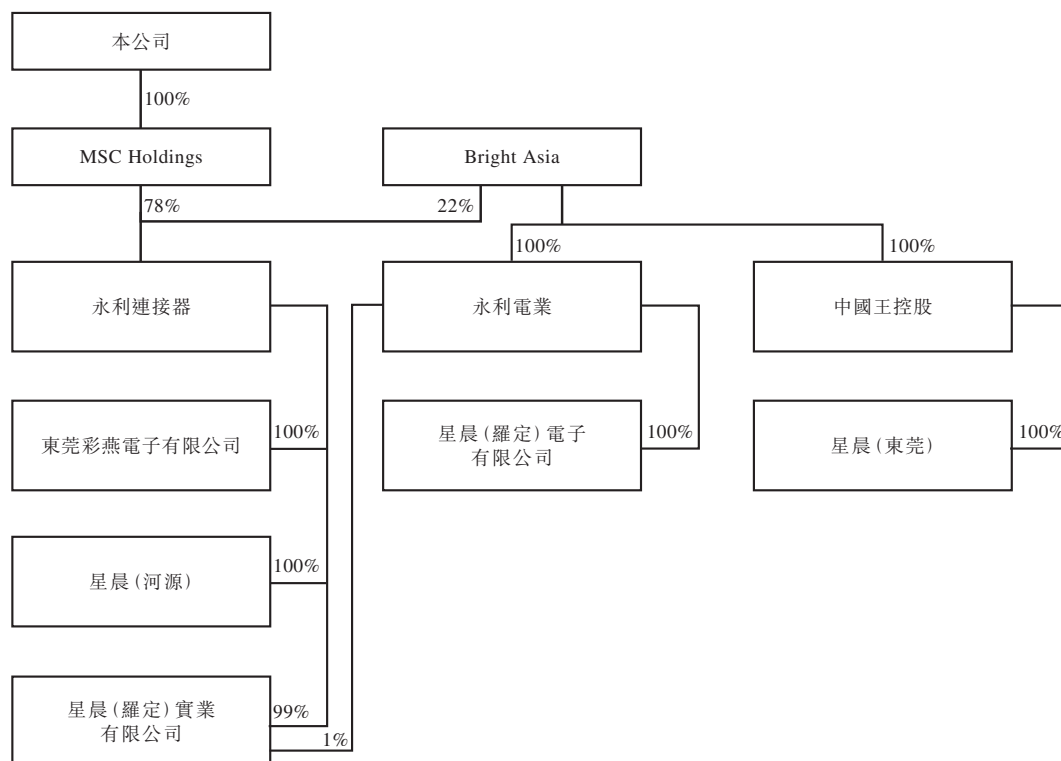 本公司
100%
MSC Holdings
Bright Asia
78%
22%
100%
100%
永利連接器
永利電業
中國王控股
東莞彩燕電子有限公司
100%
星晨(羅定)電子
有限公司
100%
星晨(東莞)
100%
星晨(河源)
100%
星晨(羅定)實業
有限公司
99%
1%